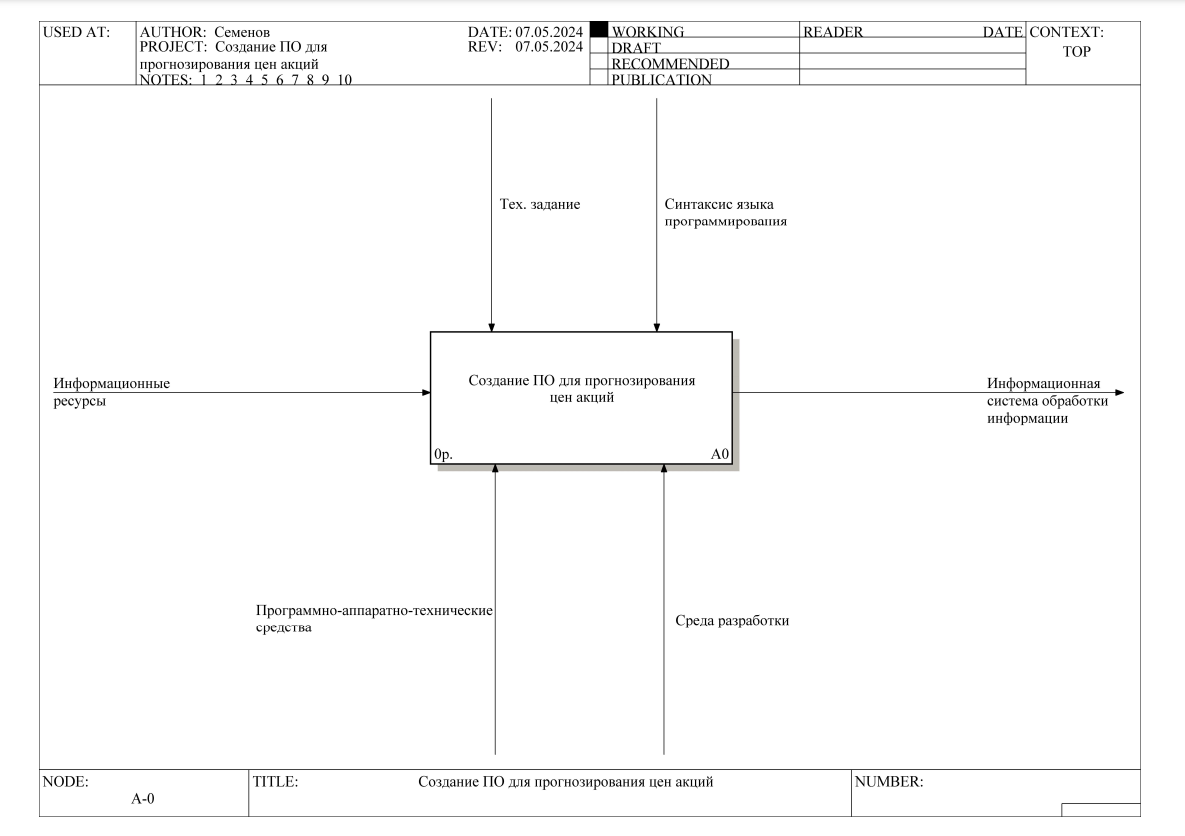 USED AT:
AUTHOR: Семенов
DATE: 07.05.2024
WORKING
READER
DATE
CONTEXT:
PROJECT: Создание ПО для
REV: 07.05.2024
DRAFT
TOP
прогнозирования цен акций
RECOMMENDED
NOTES: 1 2 3 4 5 6 7 8 9 10
PUBLICATION
Тех. задание
Синтаксис языка
программирования
Информационные
ресурсы
Создание ПО для прогнозирования
цен акций
0р.
A0
Информационная
система обработки
информации
Программно-аппаратно-технические
средства
Среда разработки
NODE:
A-0
TITLE:
Создание ПО для прогнозирования цен акций
NUMBER: